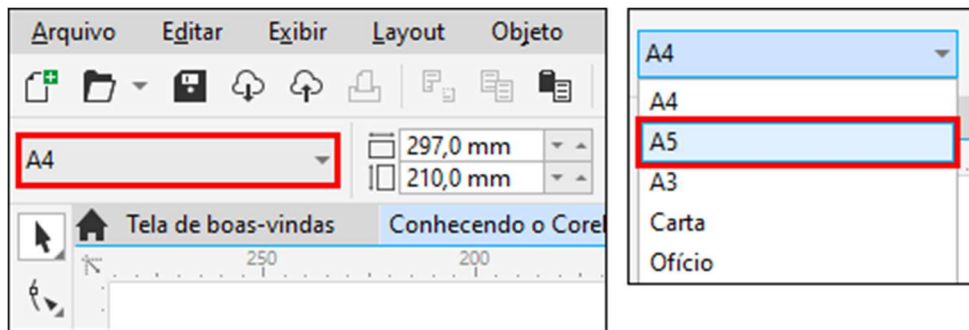 Arquivo Editar Exibir Layout Objeto
A4
297,0 mm
210,0 mm
Tela de boas-vindas Conhecendo o Corel
250 200
A4
A4
A5
A3
Carta
Ofício